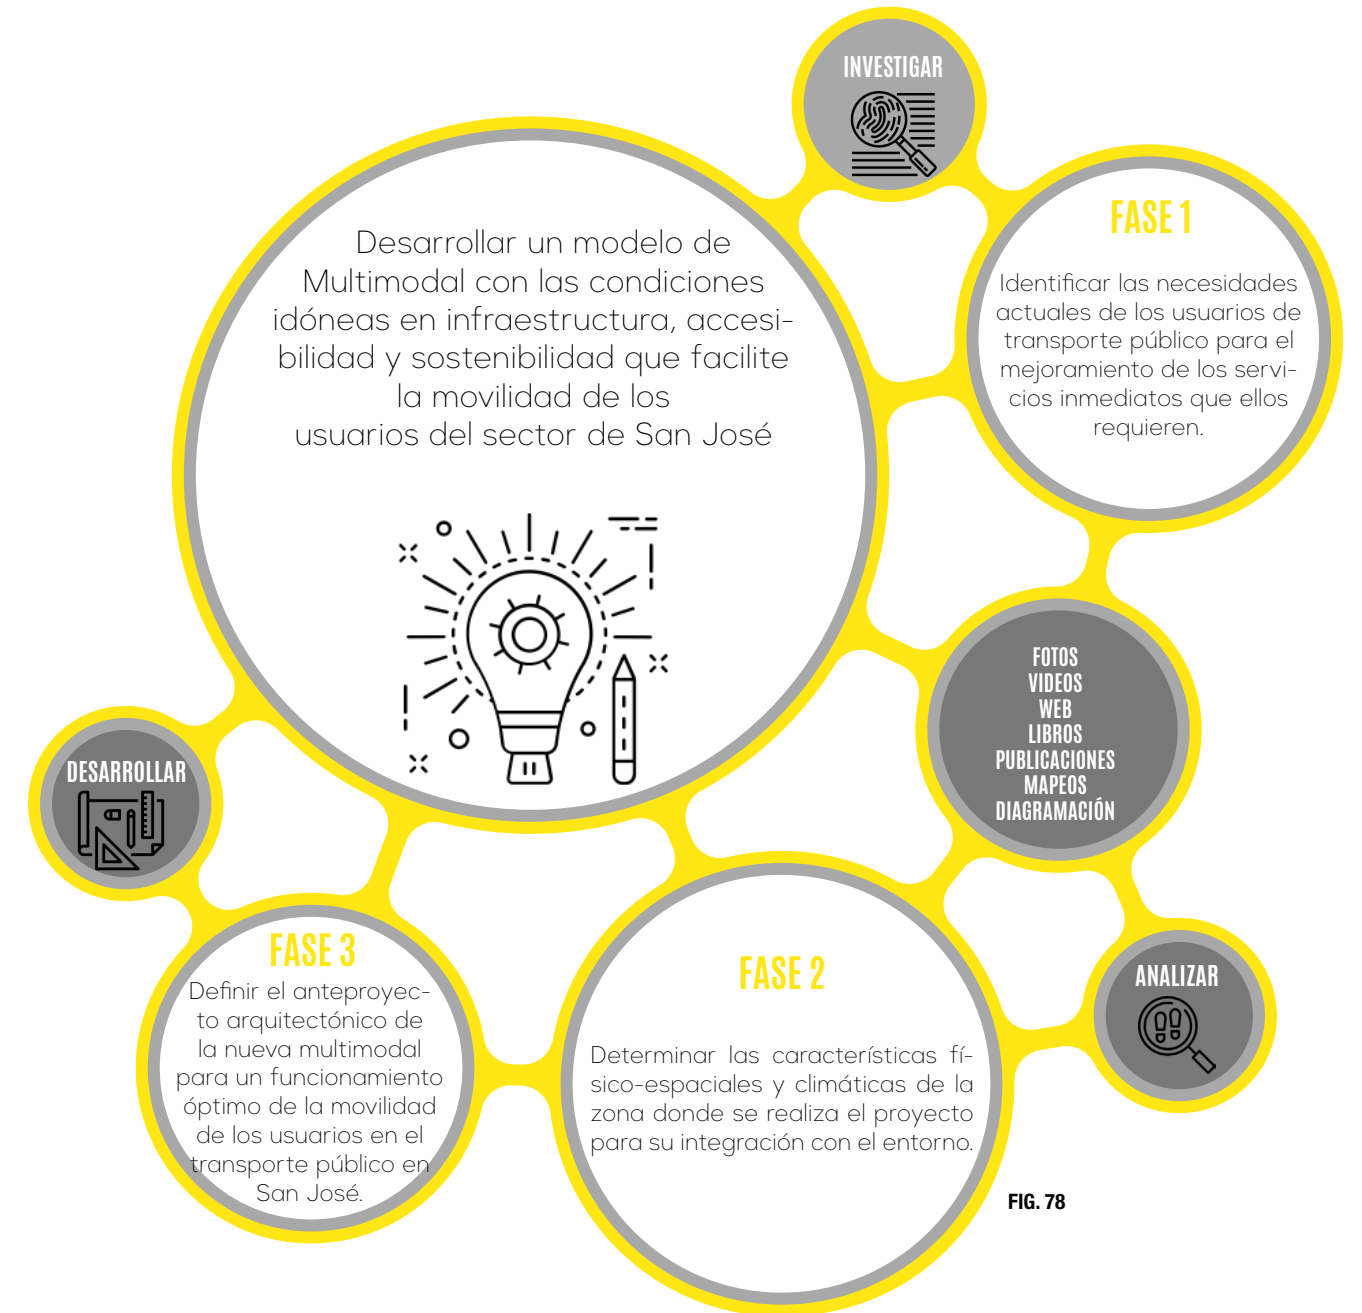 INVESTIGAR
Desarrollar un modelo de
Multimodal con las condiciones
idóneas en infraestructura, accesi-
bilidad y sostenibilidad que facilite
la movilidad de los
usuarios del sector de San José
FASE 1
Identificar las necesidades
actuales de los usuarios de
transporte público para el
mejoramiento de los servi-
cios inmediatos que ellos
requieren.
FOTOS
VIDEOS
WEB
LIBROS
PUBLICACIONES
MAPEOS
DIAGRAMACIÓN
DESARROLLAR
FASE 3
Definir el anteproyec-
to arquitectónico de
la nueva multimodal
para un funcionamiento
óptimo de la movilidad
de los usuarios en el
transporte público en
San José.
FASE 2
Determinar las características fí-
sico-espaciales y climáticas de la
zona donde se realiza el proyecto
para su integración con el entorno.
ANALIZAR
FIG. 78